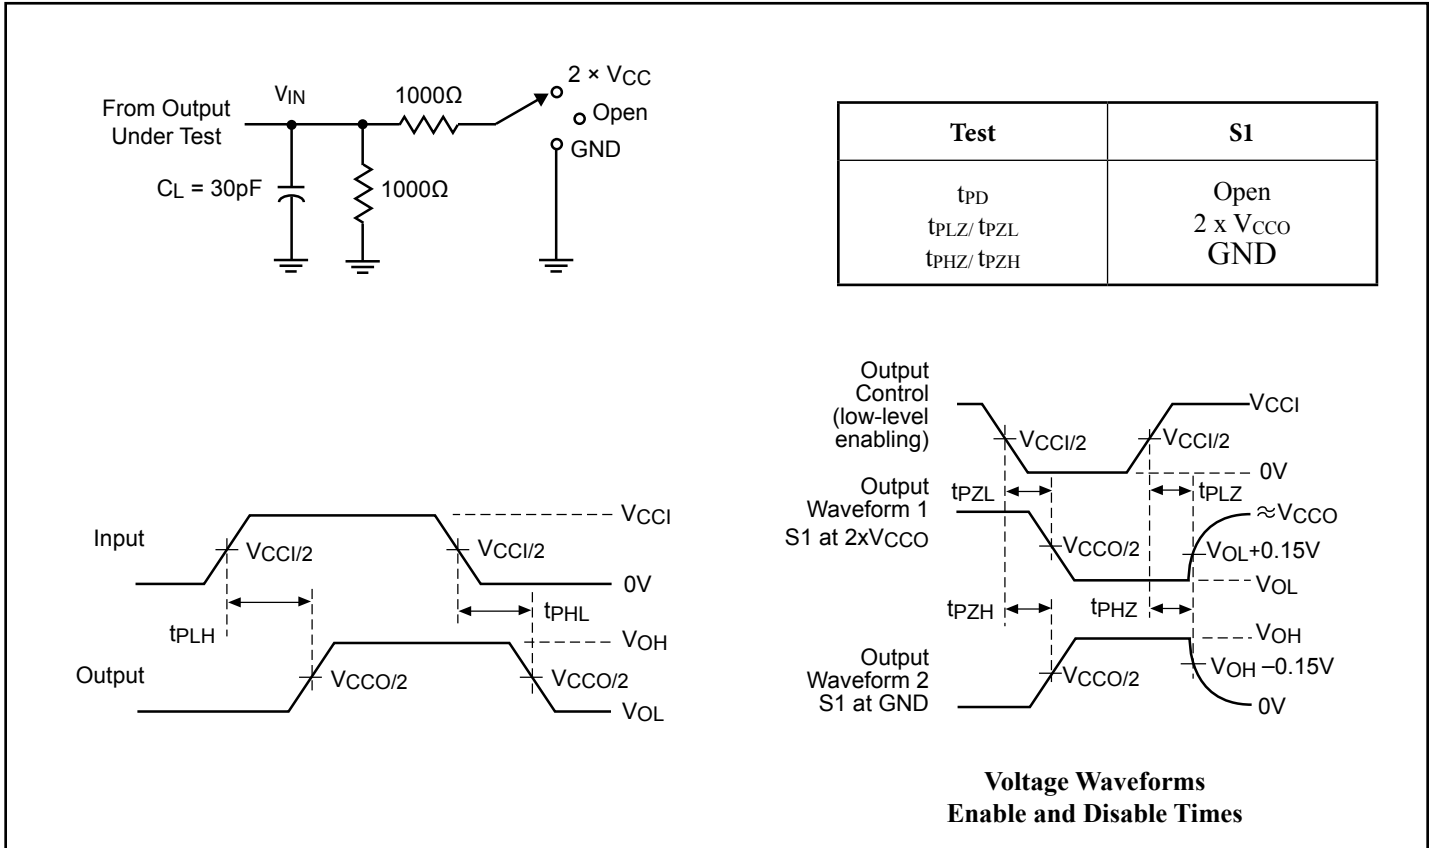 2 × VCC
VIN
1000Ω
From Output
Under Test
Open
GND
CL = 30pF
1000Ω
Test
S1
tPD
Open
tPLZ/ tPZL
2 x VCCO
tPHZ/ tPZH
GND
Input
VCCI
VCCI/2
VCCI/2
0V
tPLH
tPHL
Output
VOH
VCCO/2
VCCO/2
VOL
Output
Control
(low-level
enabling)
VCCI
VCCI/2
VCCI/2
0V
Output
Waveform 1
S1 at 2xVCCO
tPZL
tPLZ
≈VCCO
VCCO/2
VOL+0.15V
VOL
tPZH
tPHZ
VOH
Output
Waveform 2
S1 at GND
VCCO/2
VOH –0.15V
0V
Voltage Waveforms
Enable and Disable Times